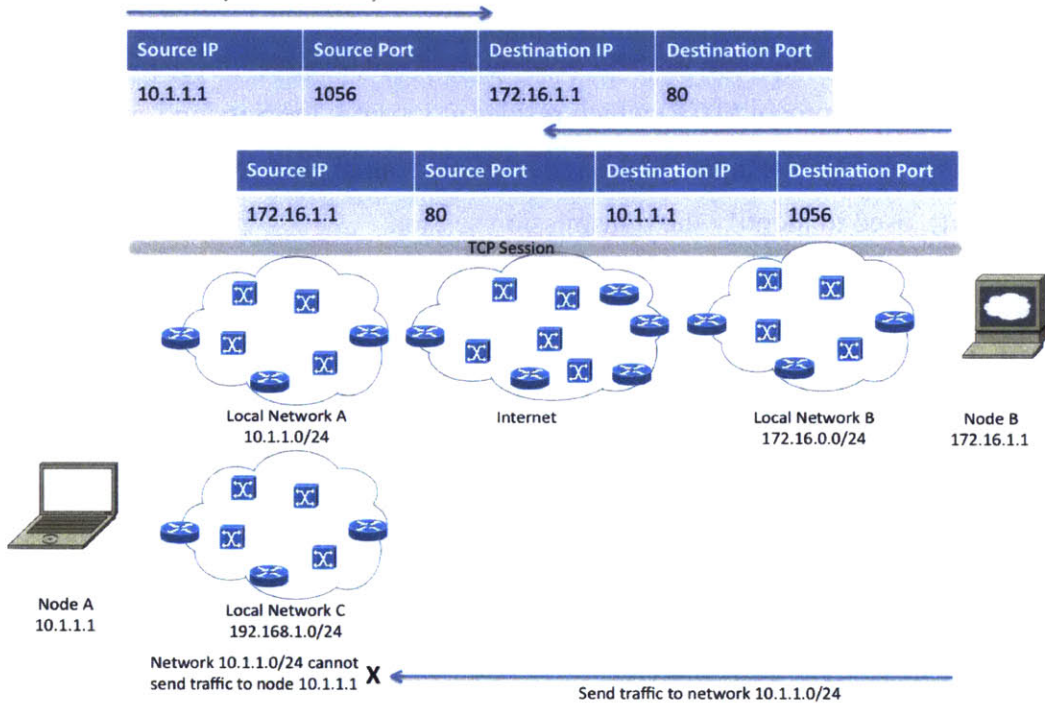 Source IP Source Port Destination IP Destination Port
10.1.1.1 1056 172.16.1.1 80
Source IP Source Port Destination IP Destination Port
172.16.1.1 80 10.1.1.1 1056
TCP Session
Local Network A
10.1.1.0/24
Internet
Local Network B
172.16.0.0/24
Node B
172.16.1.1
Node A
10.1.1.1
Local Network C
192.168.1.0/24
Network 10.1.1.0/24 cannot
send traffic to node 10.1.1.1
X
Send traffic to network 10.1.1.0/24